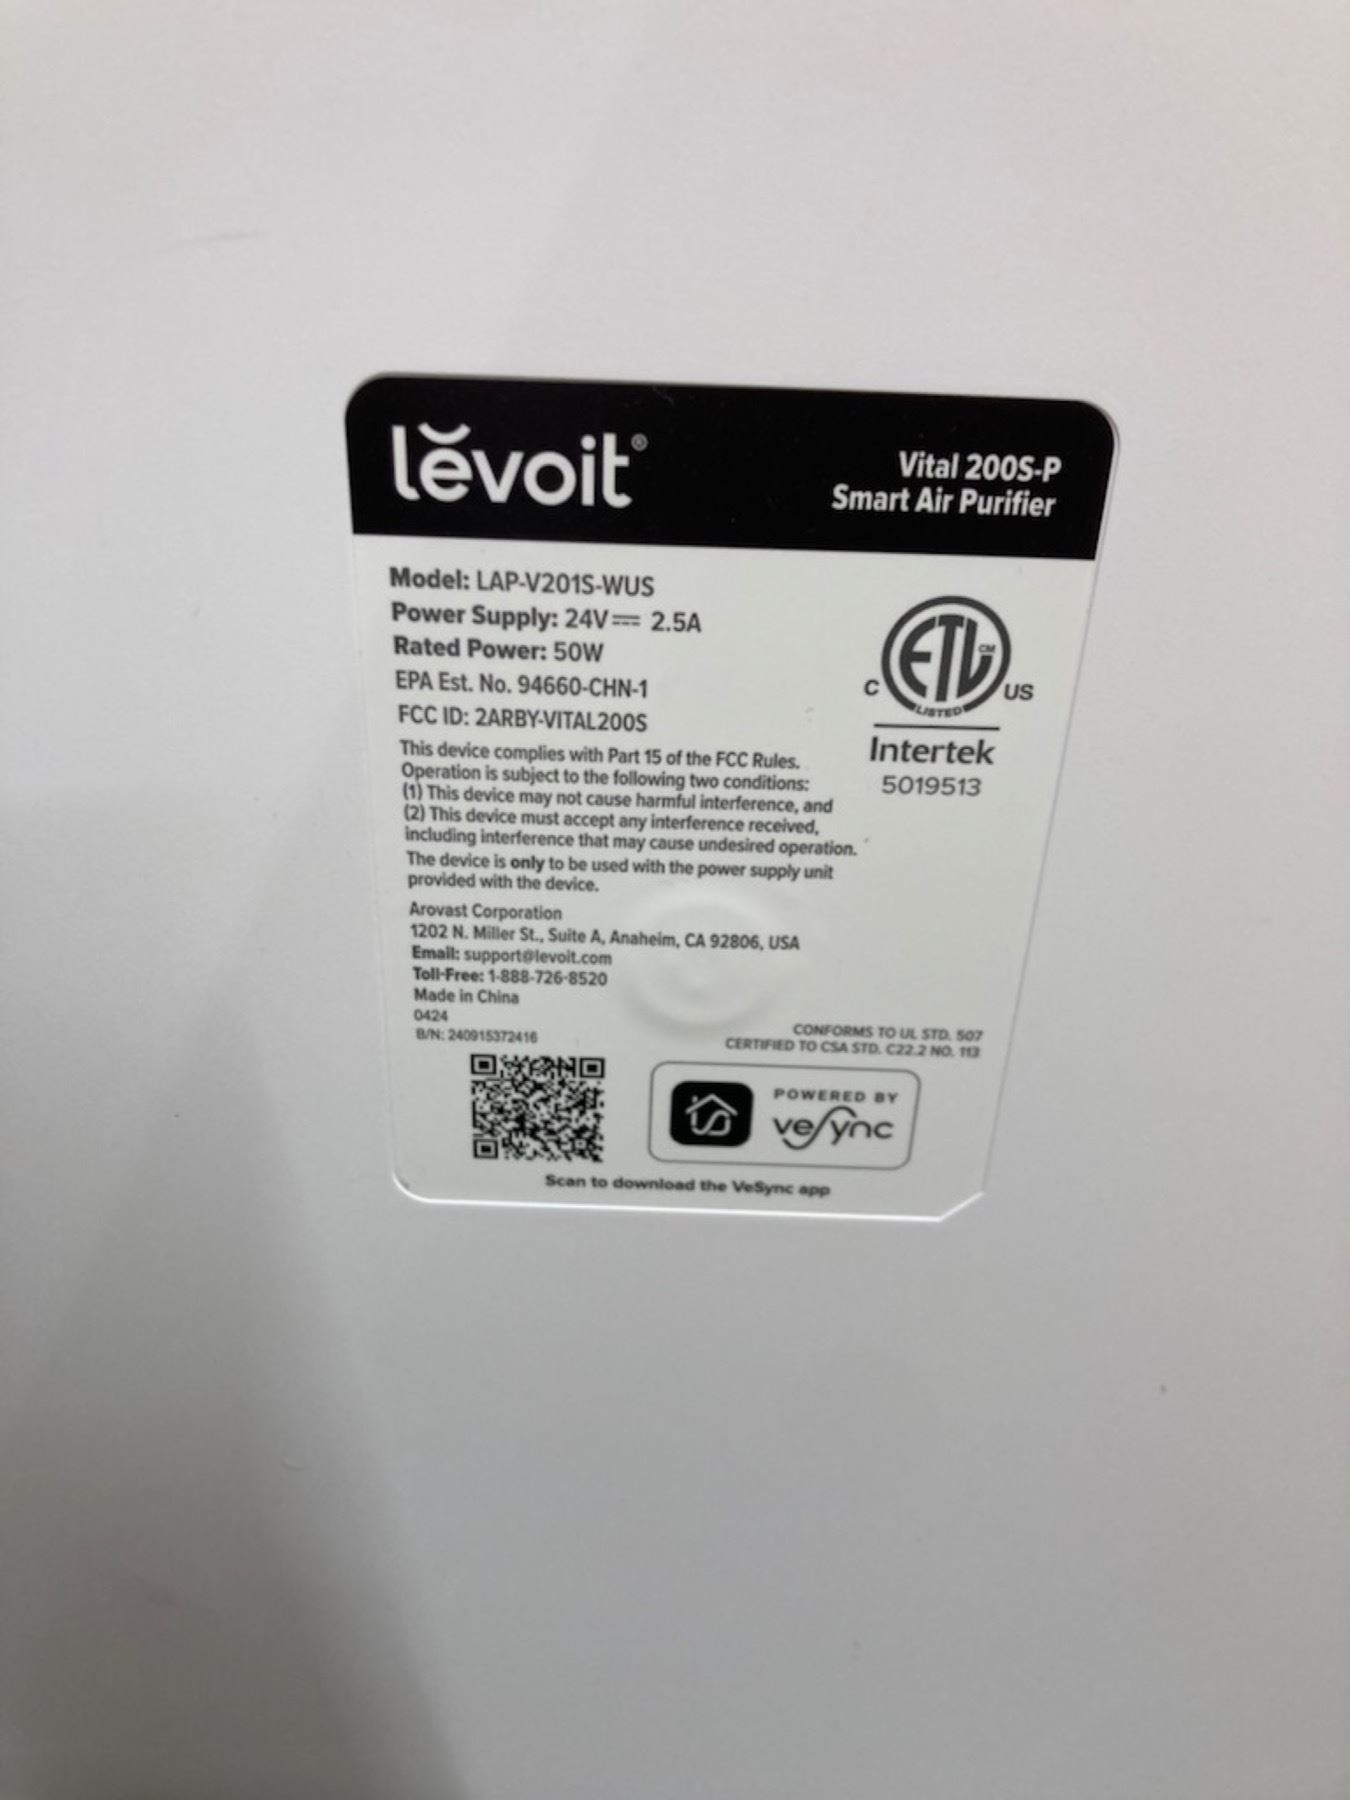 lĕvoit®
Vital 200S-P
Smart Air Purifier
Model: LAP-V201S-WUS
Power Supply: 24V⎓ 2.5A
Rated Power: 50W
EPA Est. No. 94660-CHN-1
FCC ID: 2ARBY-VITAL200S
This device complies with Part 15 of the FCC Rules.
Operation is subject to the following two conditions:
(1) This device may not cause harmful interference, and
(2) This device must accept any interference received,
including interference that may cause undesired operation.
The device is only to be used with the power supply unit
provided with the device.
Arovast Corporation
1202 N. Miller St., Suite A, Anaheim, CA 92806, USA
Email: support@levoit.com
Toll-Free: 1-888-726-8520
Made in China
0424
B/N: 240915372416
ETL CM
C LISTED US
Intertek
5019513
CONFORMS TO UL STD. 507
CERTIFIED TO CSA STD. C22.2 NO. 113
POWERED BY
vesync
Scan to download the VeSync app